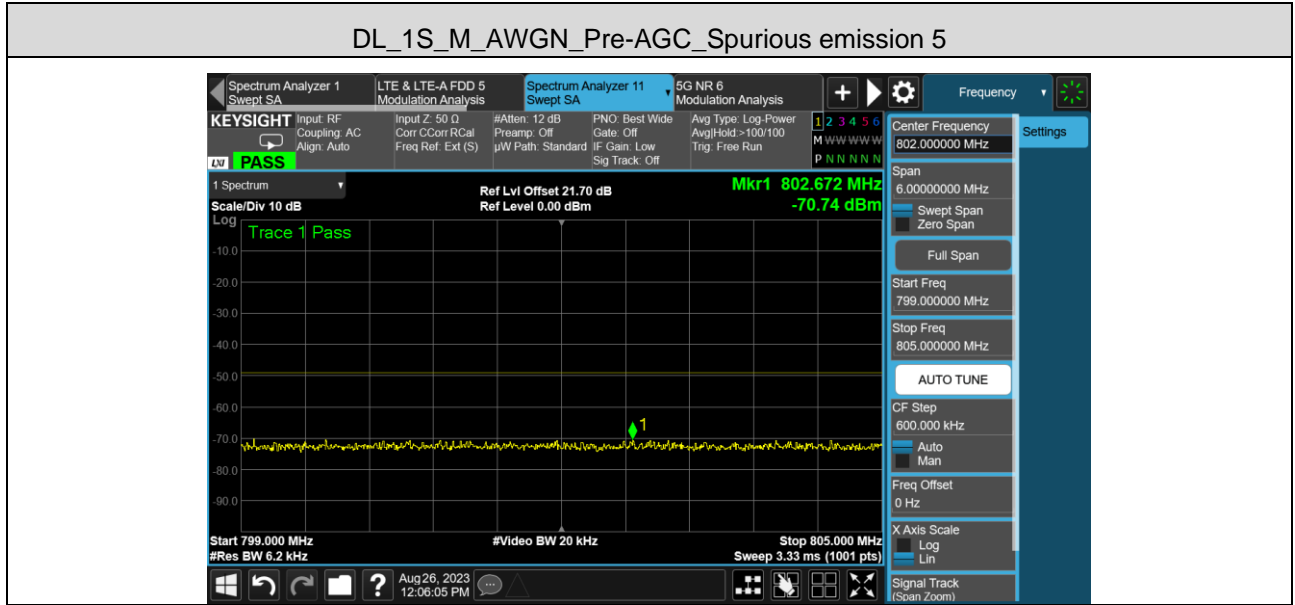 DL_1S_M_AWGN_Pre-AGC_Spurious emission 5
Spectrum Analyzer 1
Swept SA
LTE & LTE-A FDD 5
Modulation Analysis
Spectrum Analyzer 11
Swept SA
5G NR 6
Modulation Analysis
Frequency
KEYSIGHT
Input: RF
Coupling: AC
Align: Auto
Input Z: 50 Ω
Corr CCorr RCal
Freq Ref: Ext (S)
#Atten: 12 dB
Preamp: Off
µW Path: Standard
PNO: Best Wide
Gate: Off
IF Gain: Low
Sig Track: Off
Avg Type: Log-Power
Avg|Hold:>100/100
Trig: Free Run
1 2 3 4 5 6
M W W W W W
P N N N N N
LXI
PASS
1 Spectrum
Scale/Div 10 dB
Ref Lvl Offset 21.70 dB
Ref Level 0.00 dBm
Mkr1 802.672 MHz
-70.74 dBm
Log
Trace 1 Pass
-10.0
-20.0
-30.0
-40.0
-50.0
-60.0
-70.0
-80.0
-90.0
1
Start 799.000 MHz
#Res BW 6.2 kHz
#Video BW 20 kHz
Stop 805.000 MHz
Sweep 3.33 ms (1001 pts)
Aug 26, 2023
12:06:05 PM
Center Frequency
802.000000 MHz
Settings
Span
6.00000000 MHz
Swept Span
Zero Span
Full Span
Start Freq
799.000000 MHz
Stop Freq
805.000000 MHz
AUTO TUNE
CF Step
600.000 kHz
Auto
Man
Freq Offset
0 Hz
X Axis Scale
Log
Lin
Signal Track
(Span Zoom)